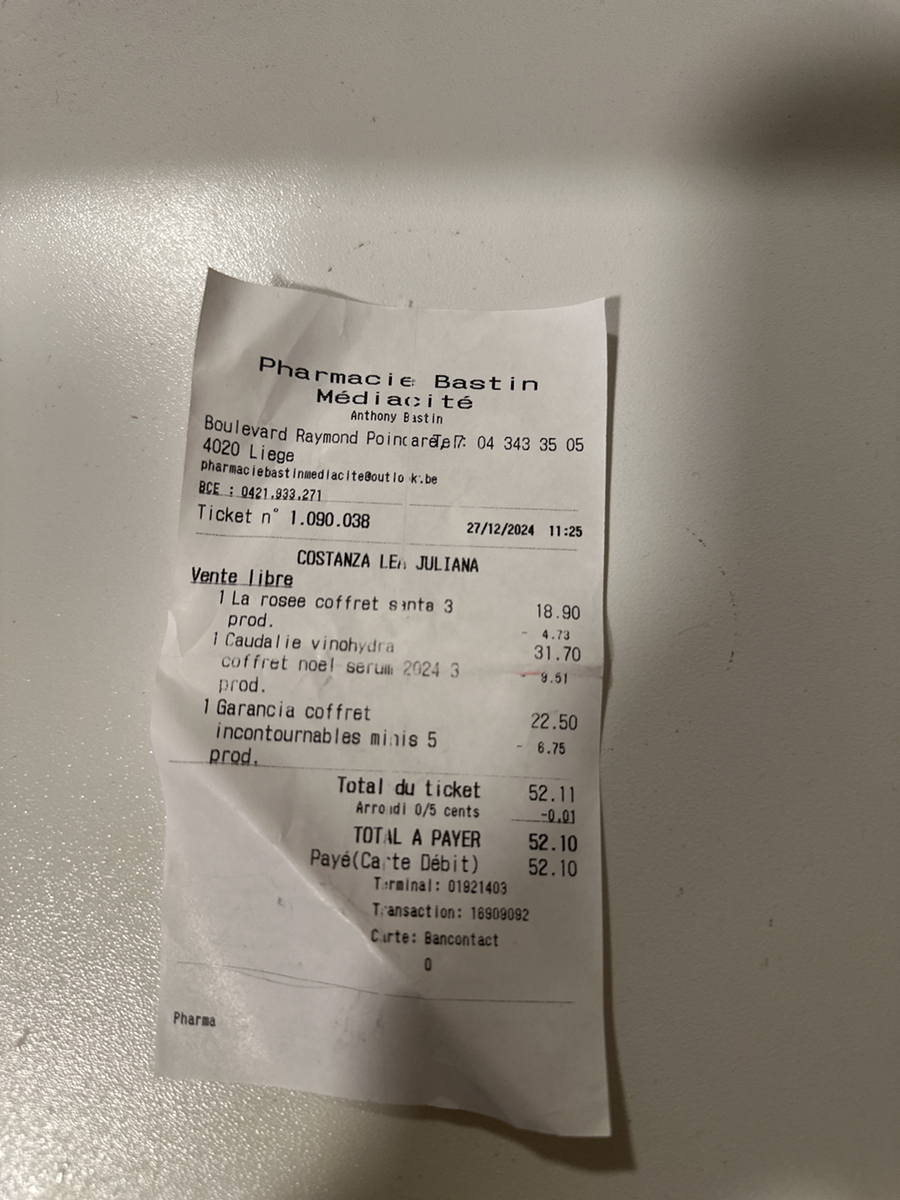 Pharmacie Bastin
Médiacité
Anthony Bastin
Boulevard Raymond Poincaré, 7 Tel: 04 343 35 05
4020 Liege
pharmaciebastinmediacite@outlook.be
BCE : 0421.933.271
Ticket n° 1.090.038 27/12/2024 11:25
COSTANZA LEA JULIANA
Vente libre
1 La rosee coffret santa 3 18.90
prod. - 4.73
1 Caudalie vinohydra 31.70
coffret noel serum 2024 3 - 9.51
prod.
1 Garancia coffret 22.50
incontournables minis 5 - 6.75
prod.
Total du ticket 52.11
Arrondi 0/5 cents -0.01
TOTAL A PAYER 52.10
Payé(Carte Débit) 52.10
Terminal: 01921403
Transaction: 16909092
Carte: Bancontact
0
Pharma